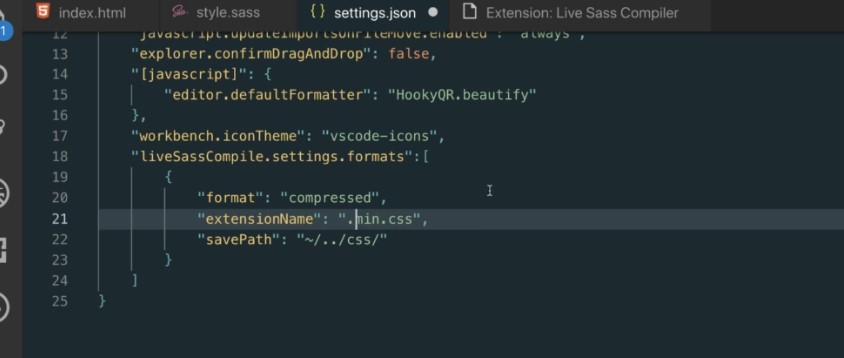 index.html style.sass {} settings.json Extension: Live Sass Compiler
1
12 "javascript.updateImportsOnFileMove.enabled": "always",
13 "explorer.confirmDragAndDrop": false,
14 "[javascript]": {
15 "editor.defaultFormatter": "HookyQR.beautify"
16 },
17 "workbench.iconTheme": "vscode-icons",
18 "liveSassCompile.settings.formats":[
19 {
20 "format": "compressed",
21 "extensionName": ".min.css",
22 "savePath": "~/../css/"
23 }
24 ]
25 }